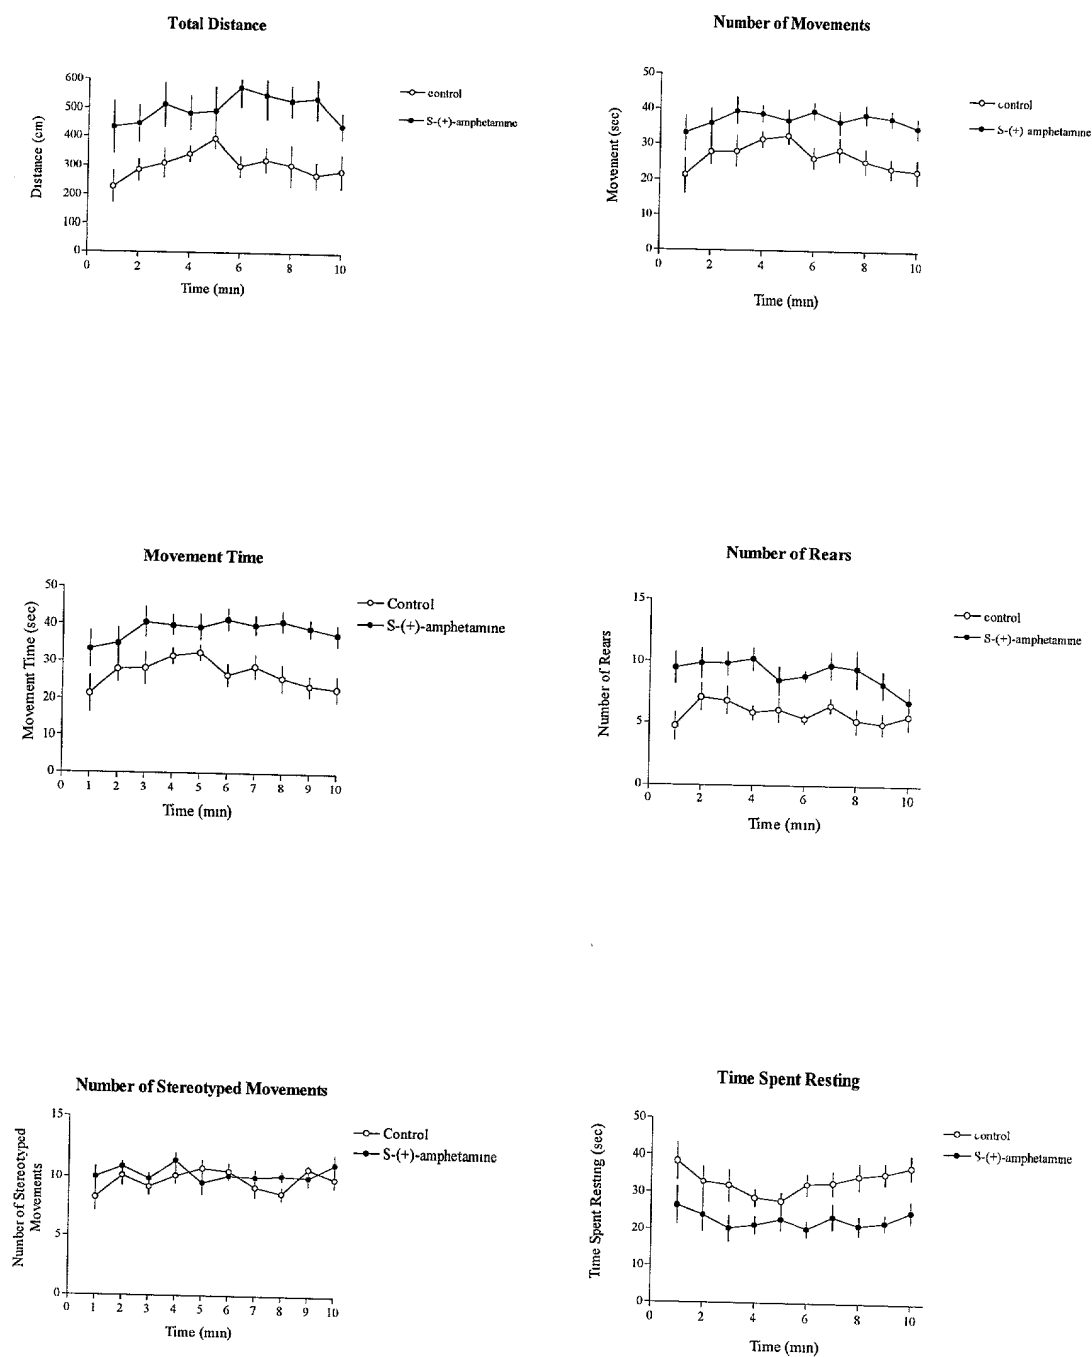 Total Distance
600
500
400
300
200
100
0
Distance (cm)
0 2 4 6 8 10
Time (min)
control
S-(+)-amphetamine
Number of Movements
50
40
30
20
10
0
Movement (sec)
0 2 4 6 8 10
Time (min)
control
S-(+) amphetamine
Movement Time
50
40
30
20
10
0
Movement Time (sec)
0 1 2 3 4 5 6 7 8 9 10
Time (min)
Control
S-(+)-amphetamine
Number of Rears
15
10
5
0
Number of Rears
0 2 4 6 8 10
Time (min)
control
S-(+)-amphetamine
Number of Stereotyped Movements
15
10
5
0
Number of Stereotyped
Movements
0 1 2 3 4 5 6 7 8 9 10
Time (min)
Control
S-(+)-amphetamine
Time Spent Resting
50
40
30
20
10
0
Time Spent Resting (sec)
0 2 4 6 8 10
Time (min)
control
S-(+)-amphetamine